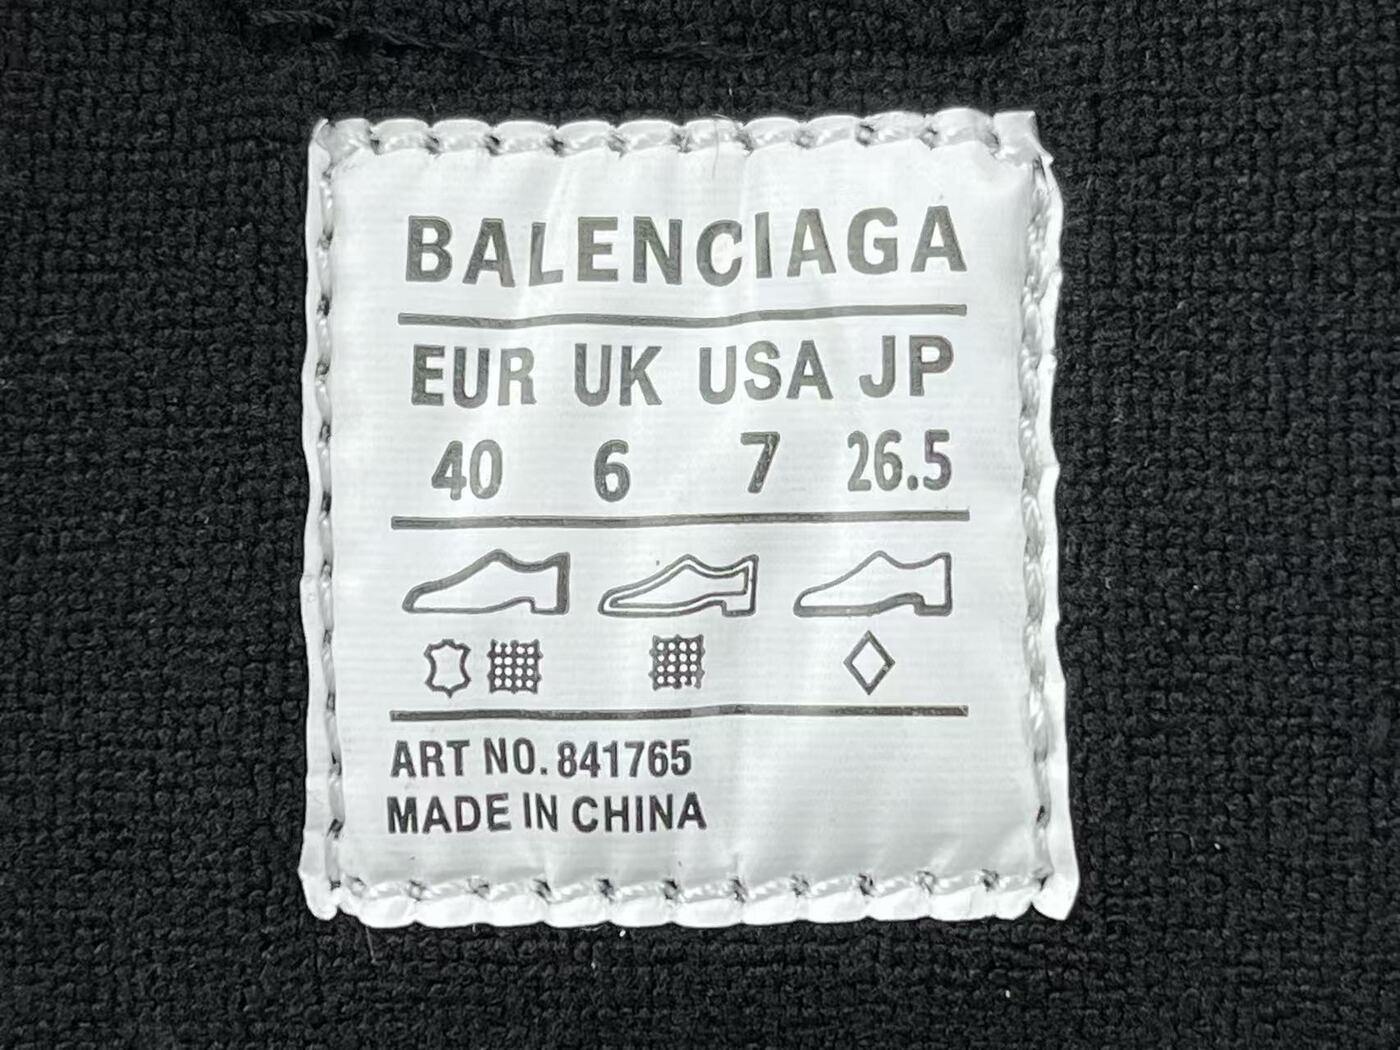 BALENCIAGA
EUR UK USA JP
40 6 7 26.5
ART NO. 841765
MADE IN CHINA